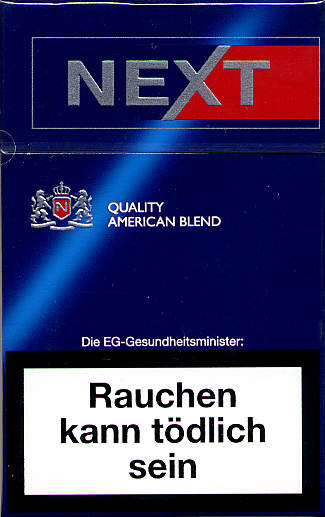 NEXT
N
QUALITY
AMERICAN BLEND
Die EG-Gesundheitsminister:
Rauchen
kann tödlich
sein